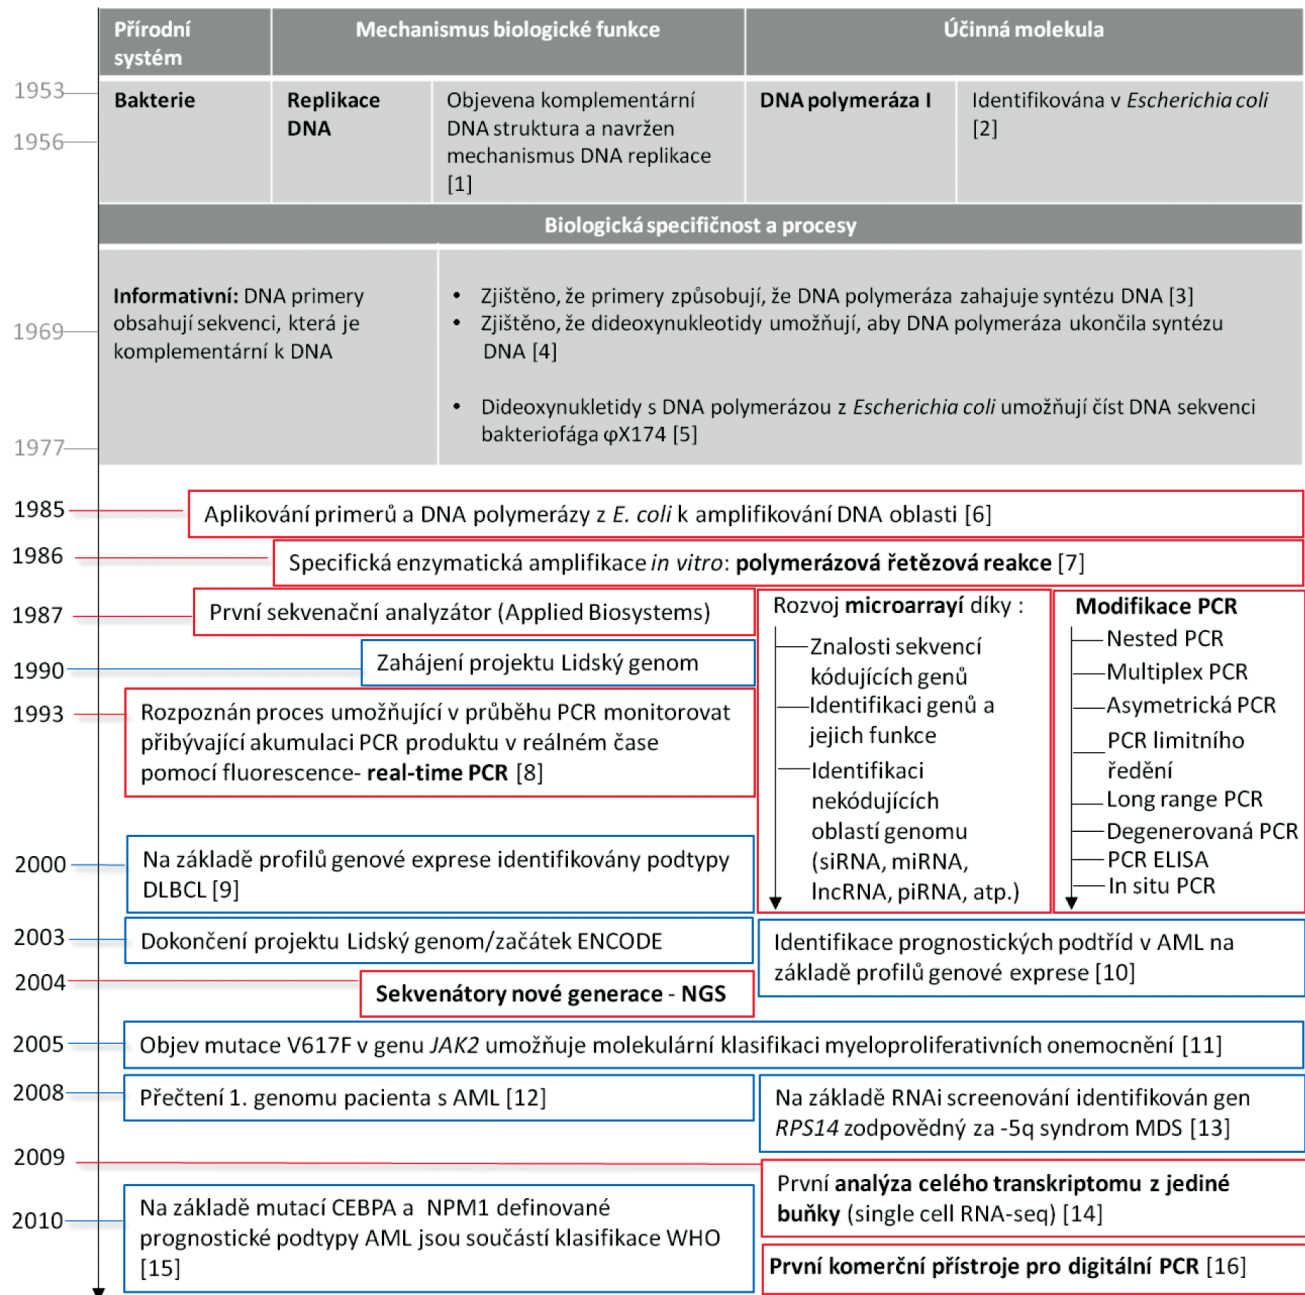 Přírodní
systém
Mechanismus biologické funkce
Účinná molekula
1953
1956
Bakterie
Replikace
DNA
Objevena komplementární
DNA struktura a navržen
mechanismus DNA replikace
[1]
DNA polymeráza I
Identifikována v Escherichia coli
[2]
Biologická specifičnost a procesy
1969
1977
Informativní: DNA primery
obsahují sekvenci, která je
komplementární k DNA
• Zjištěno, že primery způsobují, že DNA polymeráza zahajuje syntézu DNA [3]
• Zjištěno, že dideoxynukleotidy umožňují, aby DNA polymeráza ukončila syntézu
DNA [4]
• Dideoxynukletidy s DNA polymerázou z Escherichia coli umožňují číst DNA sekvenci
bakteriofága φX174 [5]
1985
Aplikování primerů a DNA polymerázy z E. coli k amplifikování DNA oblasti [6]
1986
Specifická enzymatická amplifikace in vitro: polymerázová řetězová reakce [7]
1987
První sekvenační analyzátor (Applied Biosystems)
1990
Zahájení projektu Lidský genom
1993
Rozpoznán proces umožňující v průběhu PCR monitorovat
přibývající akumulaci PCR produktu v reálném čase
pomocí fluorescence- real-time PCR [8]
Rozvoj microarrayí díky :
Znalosti sekvencí
kódujících genů
Identifikaci genů a
jejich funkce
Identifikaci
nekódujících
oblastí genomu
(siRNA, miRNA,
lncRNA, piRNA, atp.)
Modifikace PCR
Nested PCR
Multiplex PCR
Asymetrická PCR
PCR limitního
ředění
Long range PCR
Degenerovaná PCR
PCR ELISA
In situ PCR
2000
Na základě profilů genové exprese identifikovány podtypy
DLBCL [9]
2003
Dokončení projektu Lidský genom/začátek ENCODE
Identifikace prognostických podtříd v AML na
základě profilů genové exprese [10]
2004
Sekvenátory nové generace - NGS
2005
Objev mutace V617F v genu JAK2 umožňuje molekulární klasifikaci myeloproliferativních onemocnění [11]
2008
Přečtení 1. genomu pacienta s AML [12]
Na základě RNAi screenování identifikován gen
RPS14 zodpovědný za -5q syndrom MDS [13]
2009
První analýza celého transkriptomu z jediné
buňky (single cell RNA-seq) [14]
2010
Na základě mutací CEBPA a NPM1 definované
prognostické podtypy AML jsou součástí klasifikace WHO
[15]
První komerční přístroje pro digitální PCR [16]